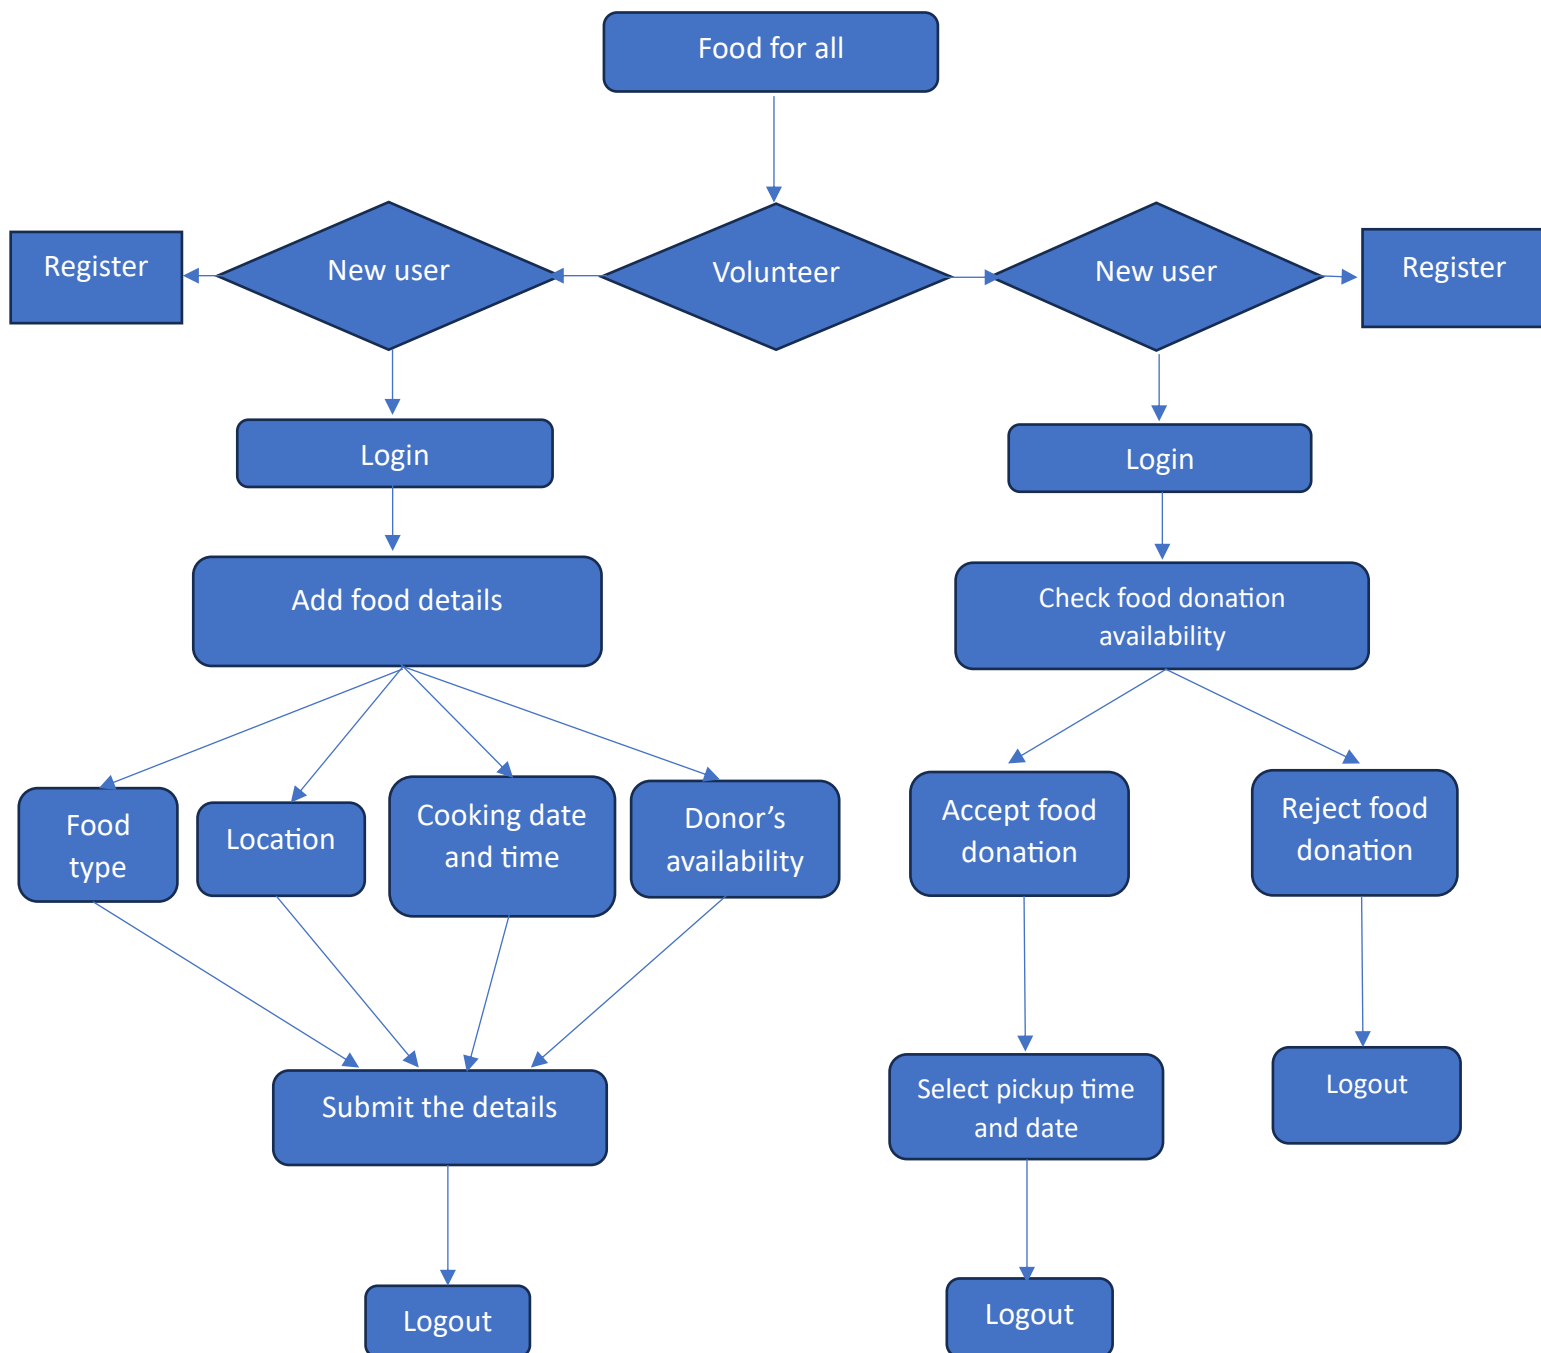 Food for all
Register
New user
Volunteer
New user
Register
Login
Login
Add food details
Check food donation
availability
Food
type
Location
Cooking date
and time
Donor’s
availability
Accept food
donation
Reject food
donation
Submit the details
Select pickup time
and date
Logout
Logout
Logout